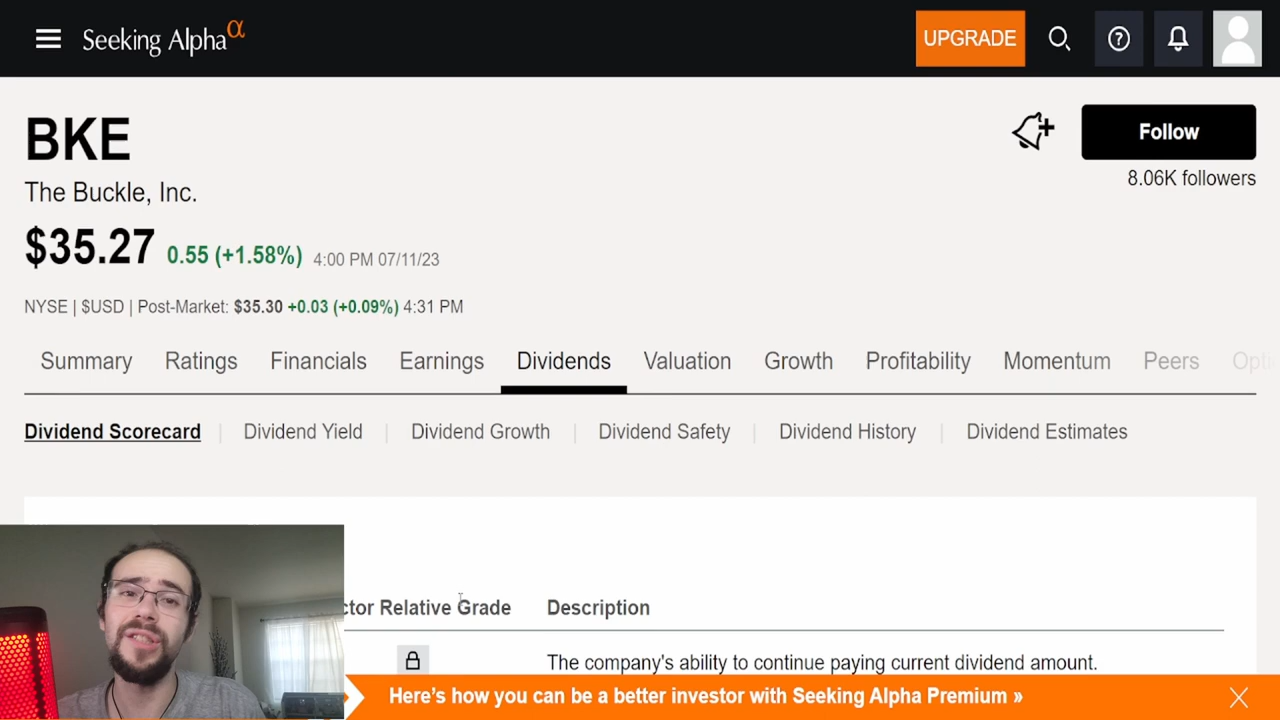 Seeking Alpha α
UPGRADE
BKE
Follow
The Buckle, Inc.
8.06K followers
$35.27 0.55 (+1.58%) 4:00 PM 07/11/23
NYSE | $USD | Post-Market: $35.30 +0.03 (+0.09%) 4:31 PM
Summary Ratings Financials Earnings Dividends Valuation Growth Profitability Momentum Peers Opti
Dividend Scorecard | Dividend Yield | Dividend Growth | Dividend Safety | Dividend History | Dividend Estimates
ctor Relative Grade Description
The company's ability to continue paying current dividend amount.
Here's how you can be a better investor with Seeking Alpha Premium »